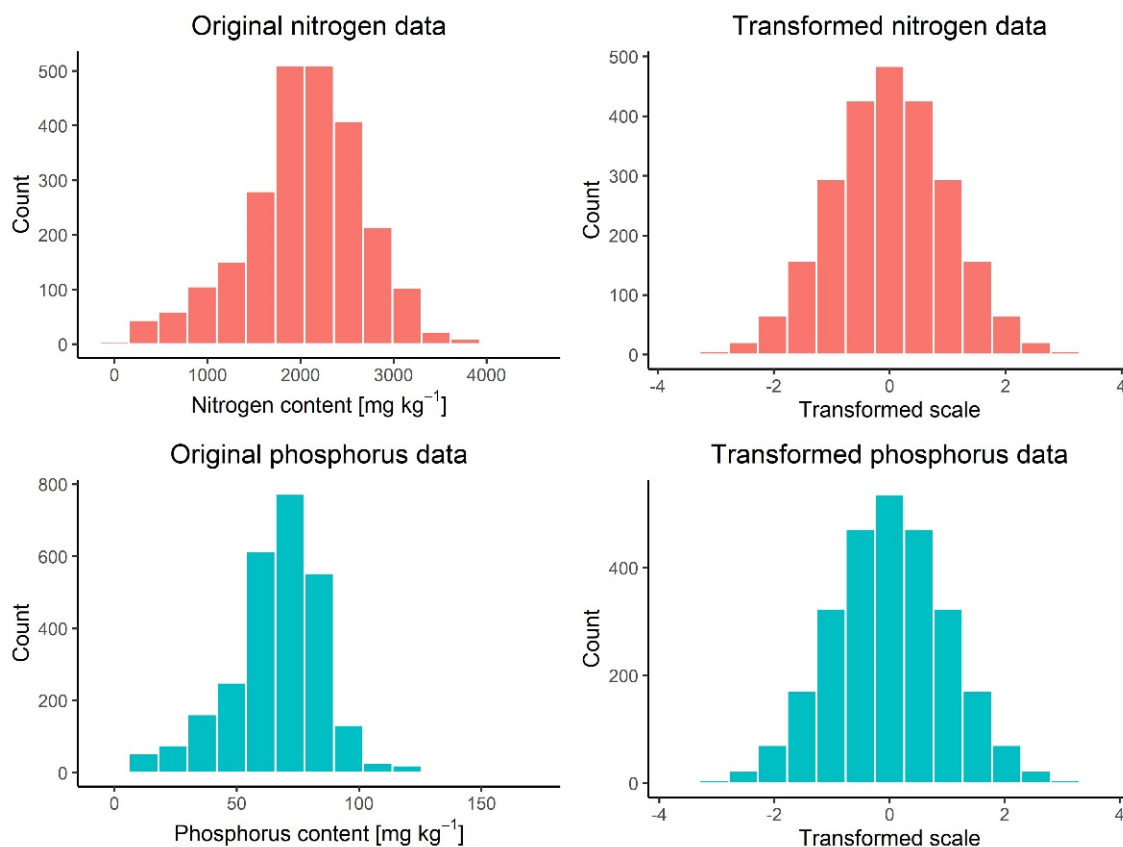 Original nitrogen data
Count
500
400
300
200
100
0
0 1000 2000 3000 4000
Nitrogen content [mg kg⁻¹]
Transformed nitrogen data
Count
500
400
300
200
100
0
-4 -2 0 2 4
Transformed scale
Original phosphorus data
Count
800
600
400
200
0
0 50 100 150
Phosphorus content [mg kg⁻¹]
Transformed phosphorus data
Count
400
200
0
-4 -2 0 2 4
Transformed scale